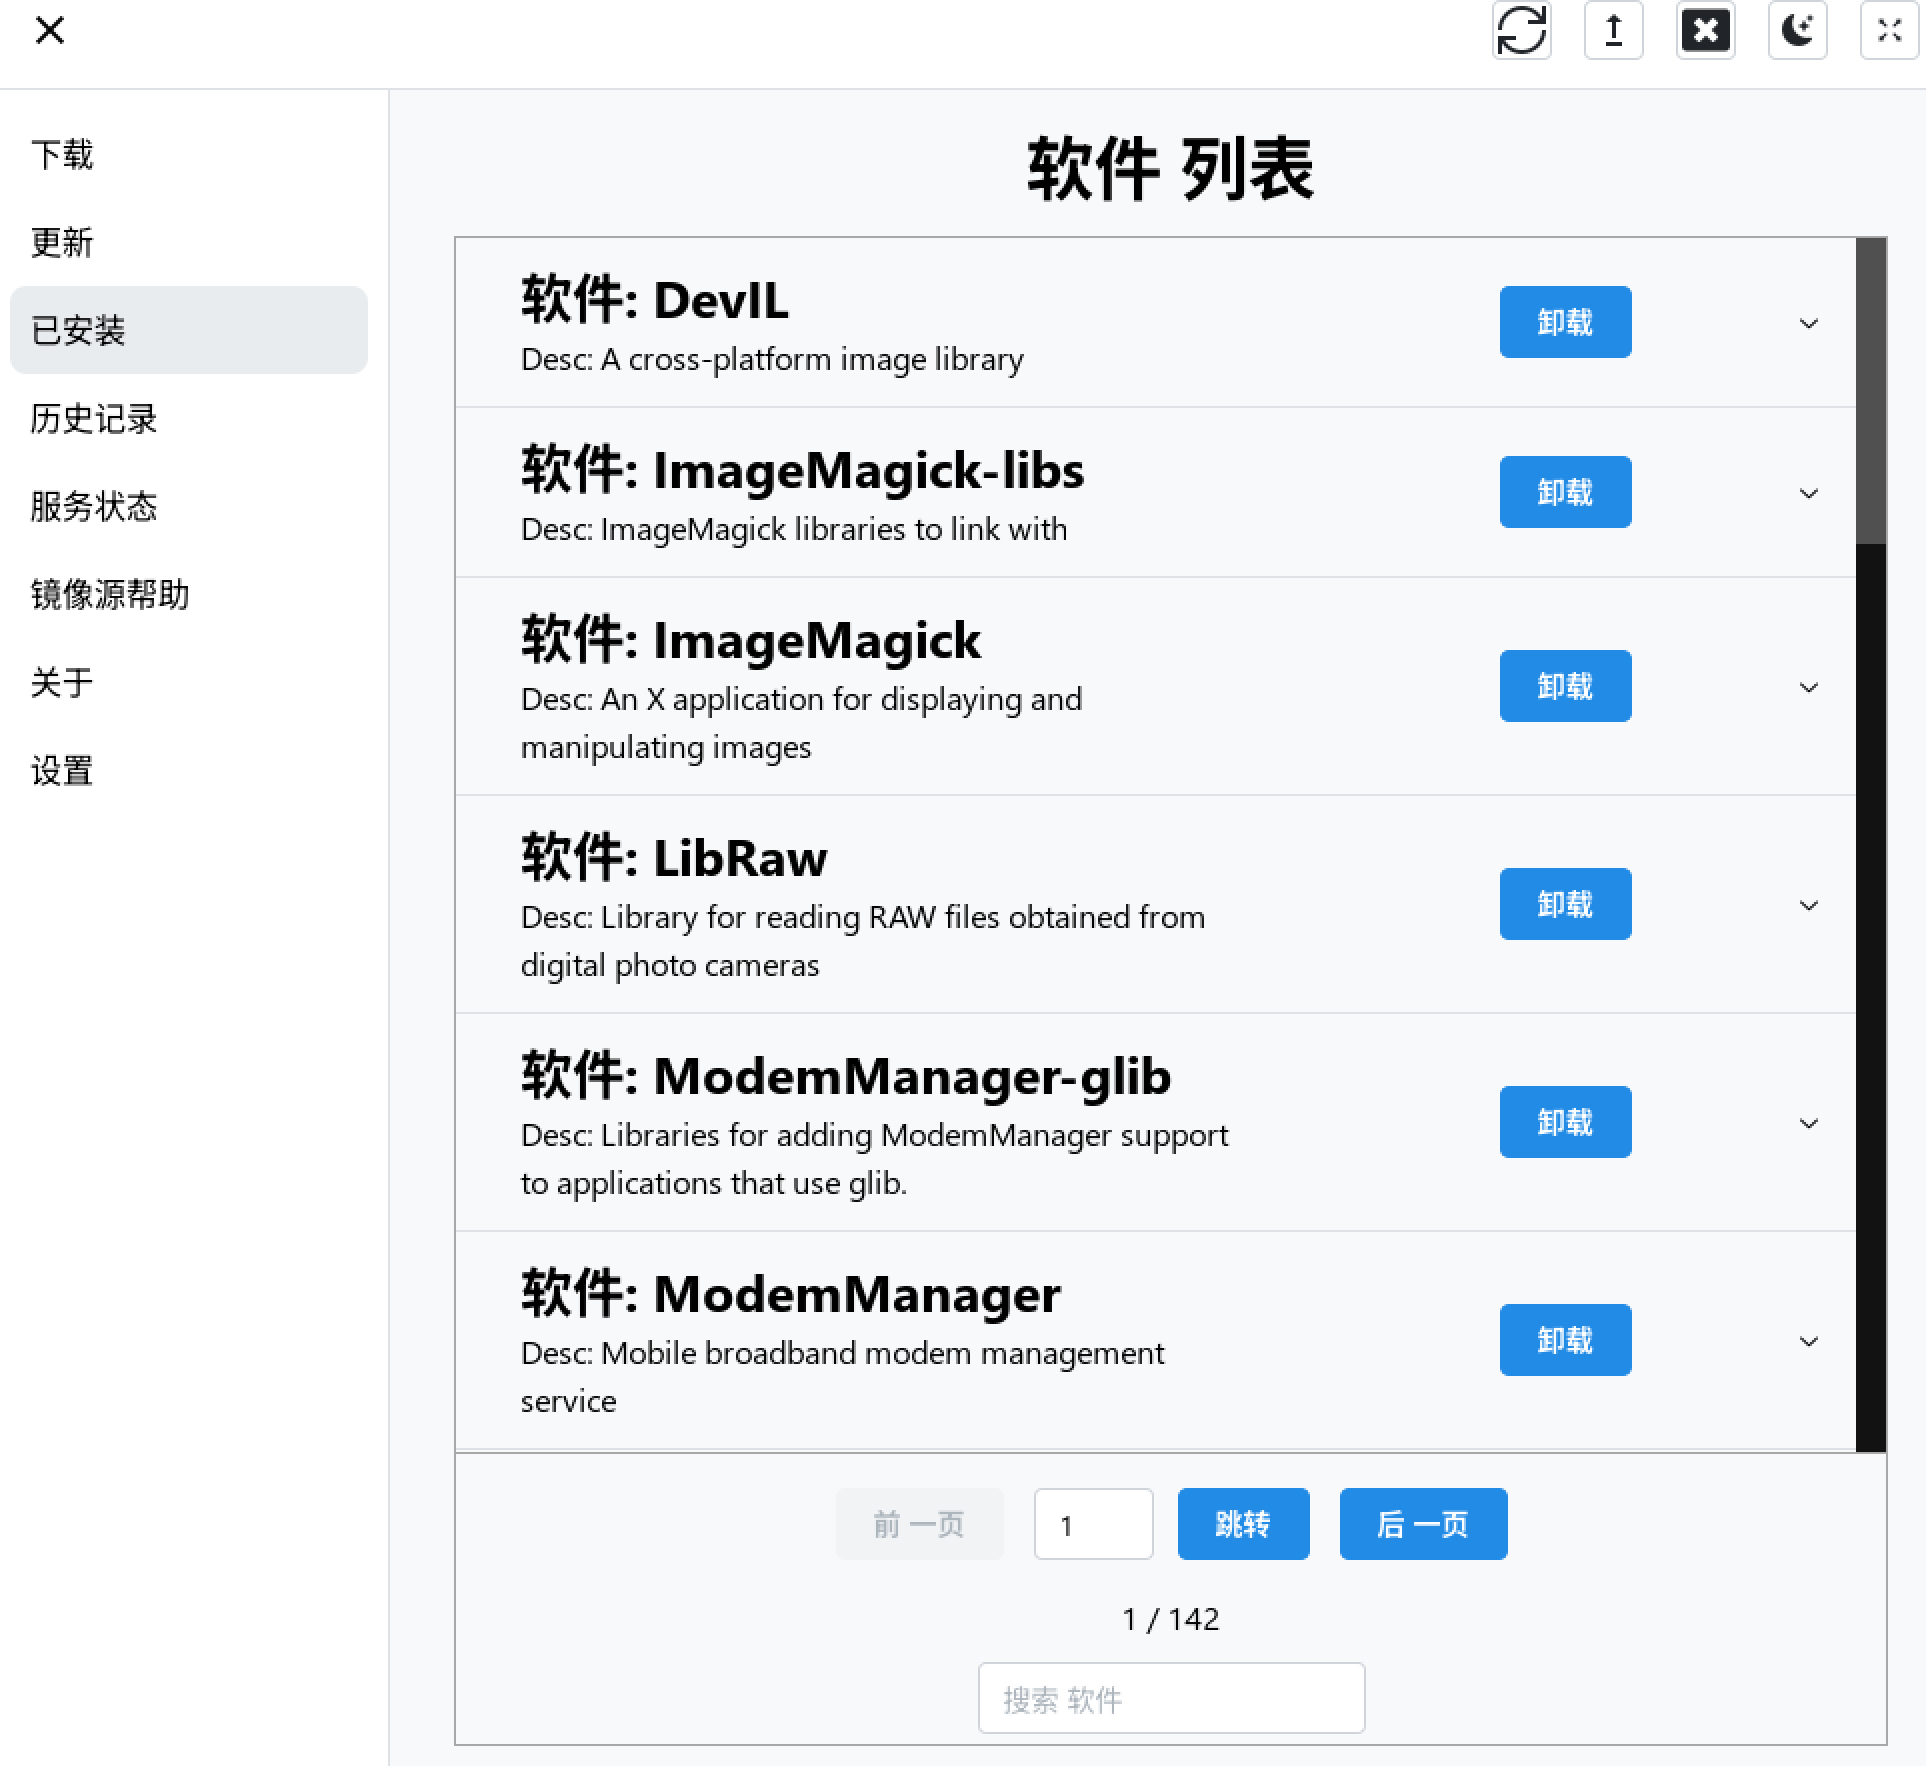 下载
更新
已安装
历史记录
服务状态
镜像源帮助
关于
设置
软件 列表
软件: DevIL
Desc: A cross-platform image library
卸载
软件: ImageMagick-libs
Desc: ImageMagick libraries to link with
卸载
软件: ImageMagick
Desc: An X application for displaying and
manipulating images
卸载
软件: LibRaw
Desc: Library for reading RAW files obtained from
digital photo cameras
卸载
软件: ModemManager-glib
Desc: Libraries for adding ModemManager support
to applications that use glib.
卸载
软件: ModemManager
Desc: Mobile broadband modem management
service
卸载
前 一页
1
跳转
后 一页
1 / 142
搜索 软件